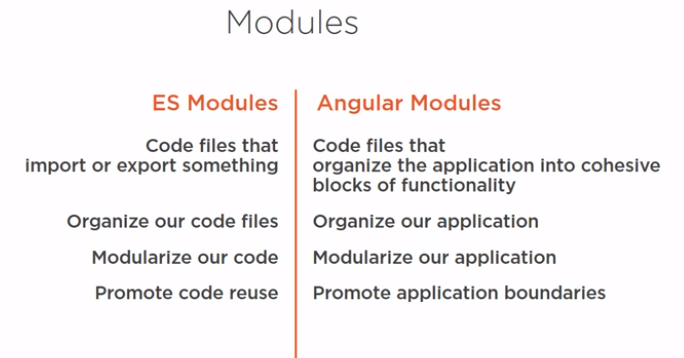 Modules
ES Modules
Angular Modules
Code files that
import or export something
Code files that
organize the application into cohesive
blocks of functionality
Organize our code files
Organize our application
Modularize our code
Modularize our application
Promote code reuse
Promote application boundaries